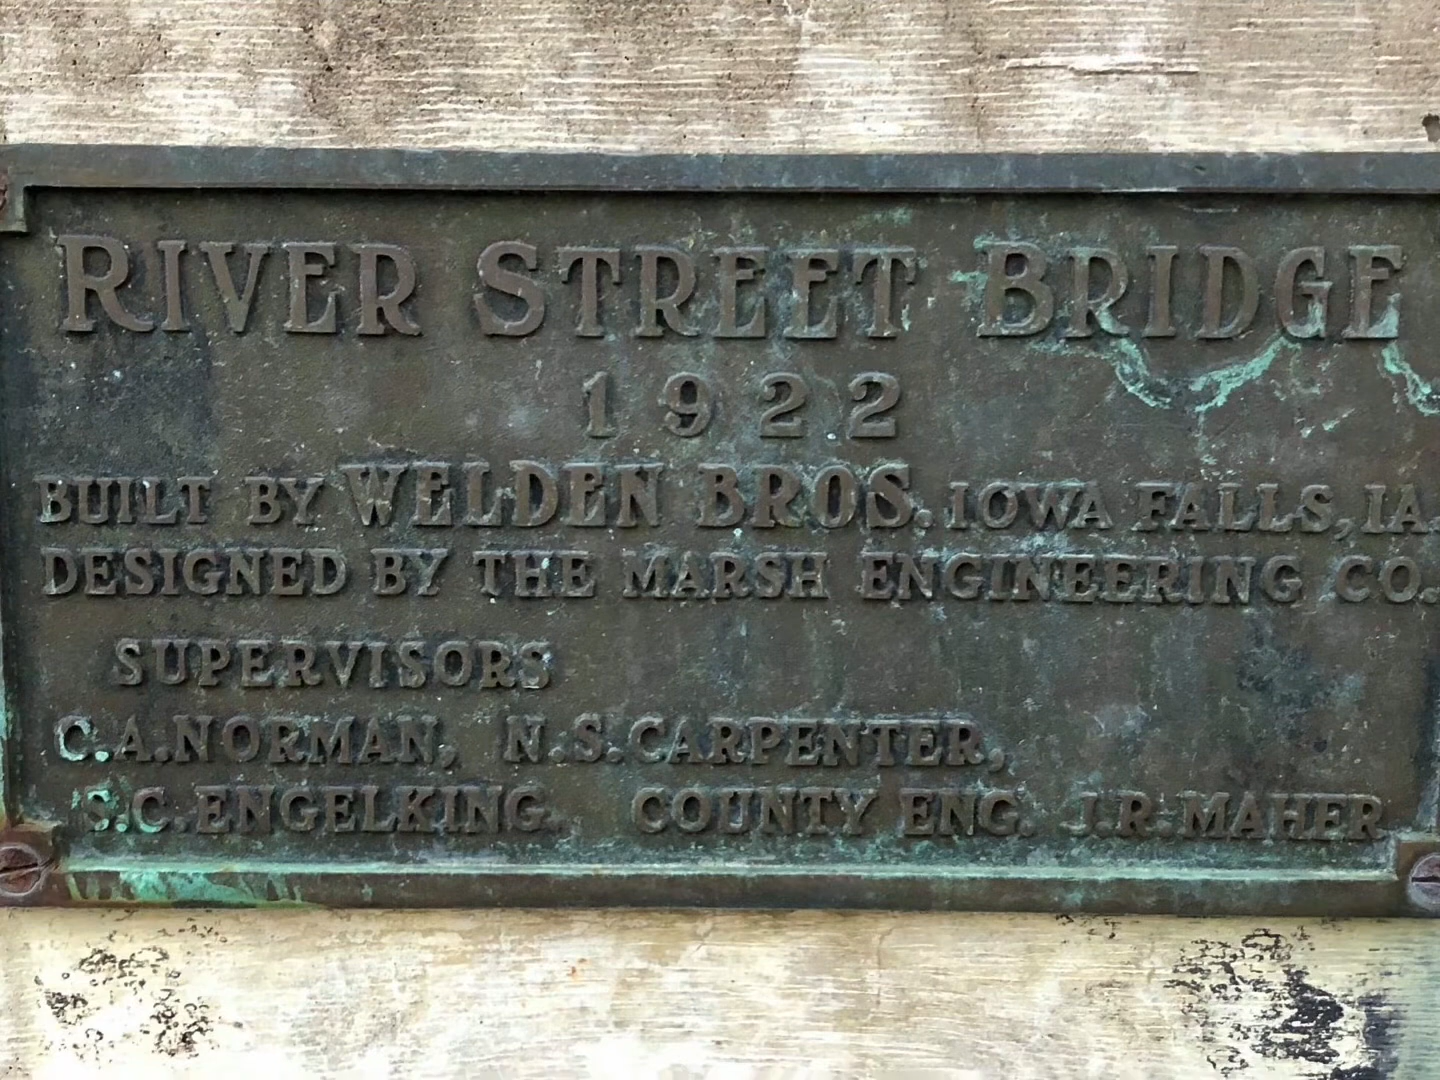 RIVER STREET BRIDGE
1922
BUILT BY WELDEN BROS. IOWA FALLS, IA.
DESIGNED BY THE MARSH ENGINEERING CO.
SUPERVISORS
C.A. NORMAN, N.S. CARPENTER,
S.C. ENGELKING. COUNTY ENG. J.R. MAHER